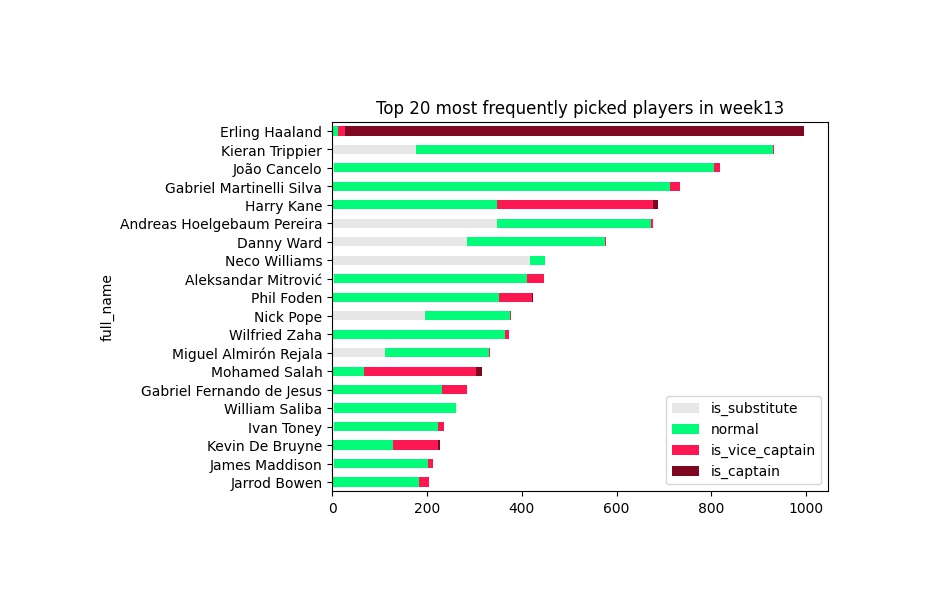 Top 20 most frequently picked players in week13
full_name
Erling Haaland
Kieran Trippier
João Cancelo
Gabriel Martinelli Silva
Harry Kane
Andreas Hoelgebaum Pereira
Danny Ward
Neco Williams
Aleksandar Mitrović
Phil Foden
Nick Pope
Wilfried Zaha
Miguel Almirón Rejala
Mohamed Salah
Gabriel Fernando de Jesus
William Saliba
Ivan Toney
Kevin De Bruyne
James Maddison
Jarrod Bowen
is_substitute
normal
is_vice_captain
is_captain
0 200 400 600 800 1000